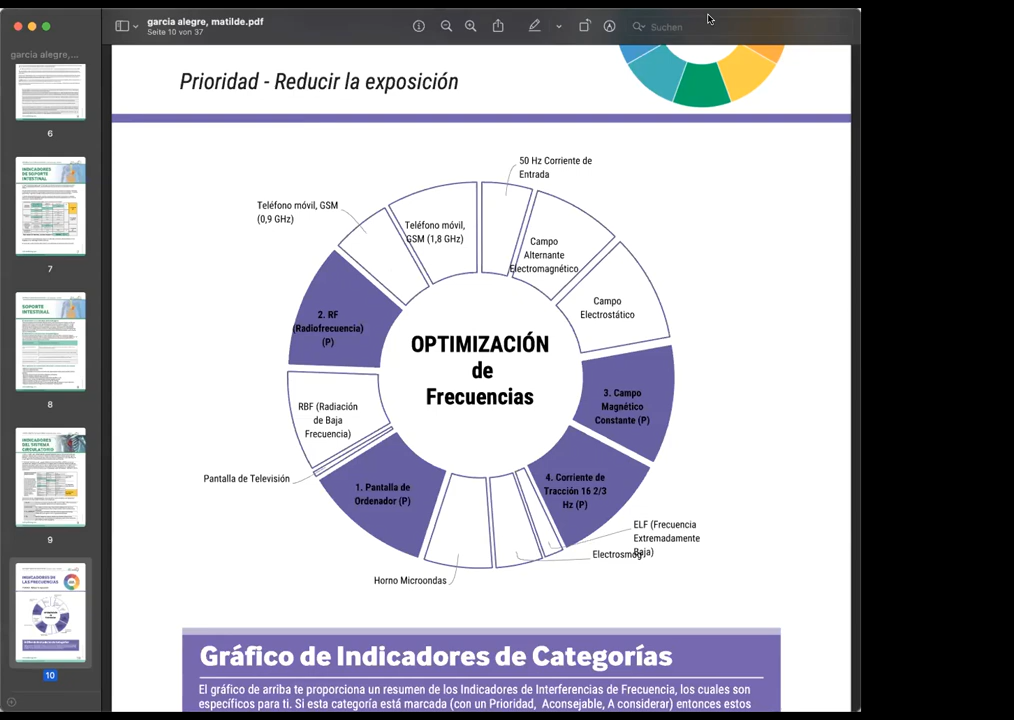 garcia alegre, matilde.pdf
Seite 10 von 37
Suchen
garcia alegre,...
6
INDICADORES
DE SOPORTE
INTESTINAL
7
SOPORTE
INTESTINAL
8
INDICADORES
DEL SISTEMA
CIRCULATORIO
9
INDICADORES DE
LAS FRECUENCIAS
10
Prioridad - Reducir la exposición
50 Hz Corriente de
Entrada
Teléfono móvil, GSM
(0,9 GHz)
Teléfono móvil,
GSM (1,8 GHz)
Campo
Alternante
Electromagnético
Campo
Electrostático
2. RF
(Radiofrecuencia)
(P)
OPTIMIZACIÓN
de
Frecuencias
3. Campo
Magnético
Constante (P)
RBF (Radiación
de Baja
Frecuencia)
Pantalla de Televisión
1. Pantalla de
Ordenador (P)
4. Corriente de
Tracción 16 2/3
Hz (P)
ELF (Frecuencia
Extremadamente
Baja)
Electrosmog
Horno Microondas
Gráfico de Indicadores de Categorías
El gráfico de arriba te proporciona un resumen de los Indicadores de Interferencias de Frecuencia, los cuales son
específicos para ti. Si esta categoría está marcada (con un Prioridad, Aconsejable, A considerar) entonces estos